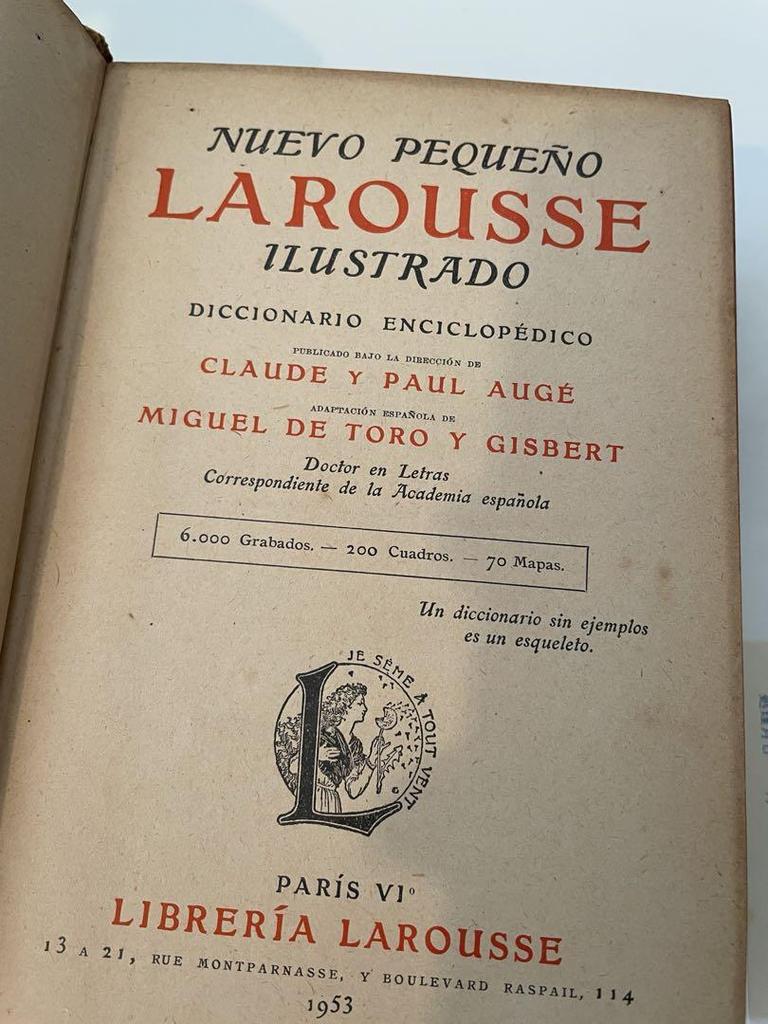 NUEVO PEQUEÑO
LAROUSSE
ILUSTRADO
DICCIONARIO ENCICLOPÉDICO
PUBLICADO BAJO LA DIRECCIÓN DE
CLAUDE Y PAUL AUGÉ
ADAPTACIÓN ESPAÑOLA DE
MIGUEL DE TORO Y GISBERT
Doctor en Letras
Correspondiente de la Academia española
6.000 Grabados. — 200 Cuadros. — 70 Mapas.
Un diccionario sin ejemplos
es un esqueleto.
JE SÈME À TOUT VENT
L
PARÍS VIº
LIBRERÍA LAROUSSE
13 A 21, RUE MONTPARNASSE, Y BOULEVARD RASPAIL, 114
1953